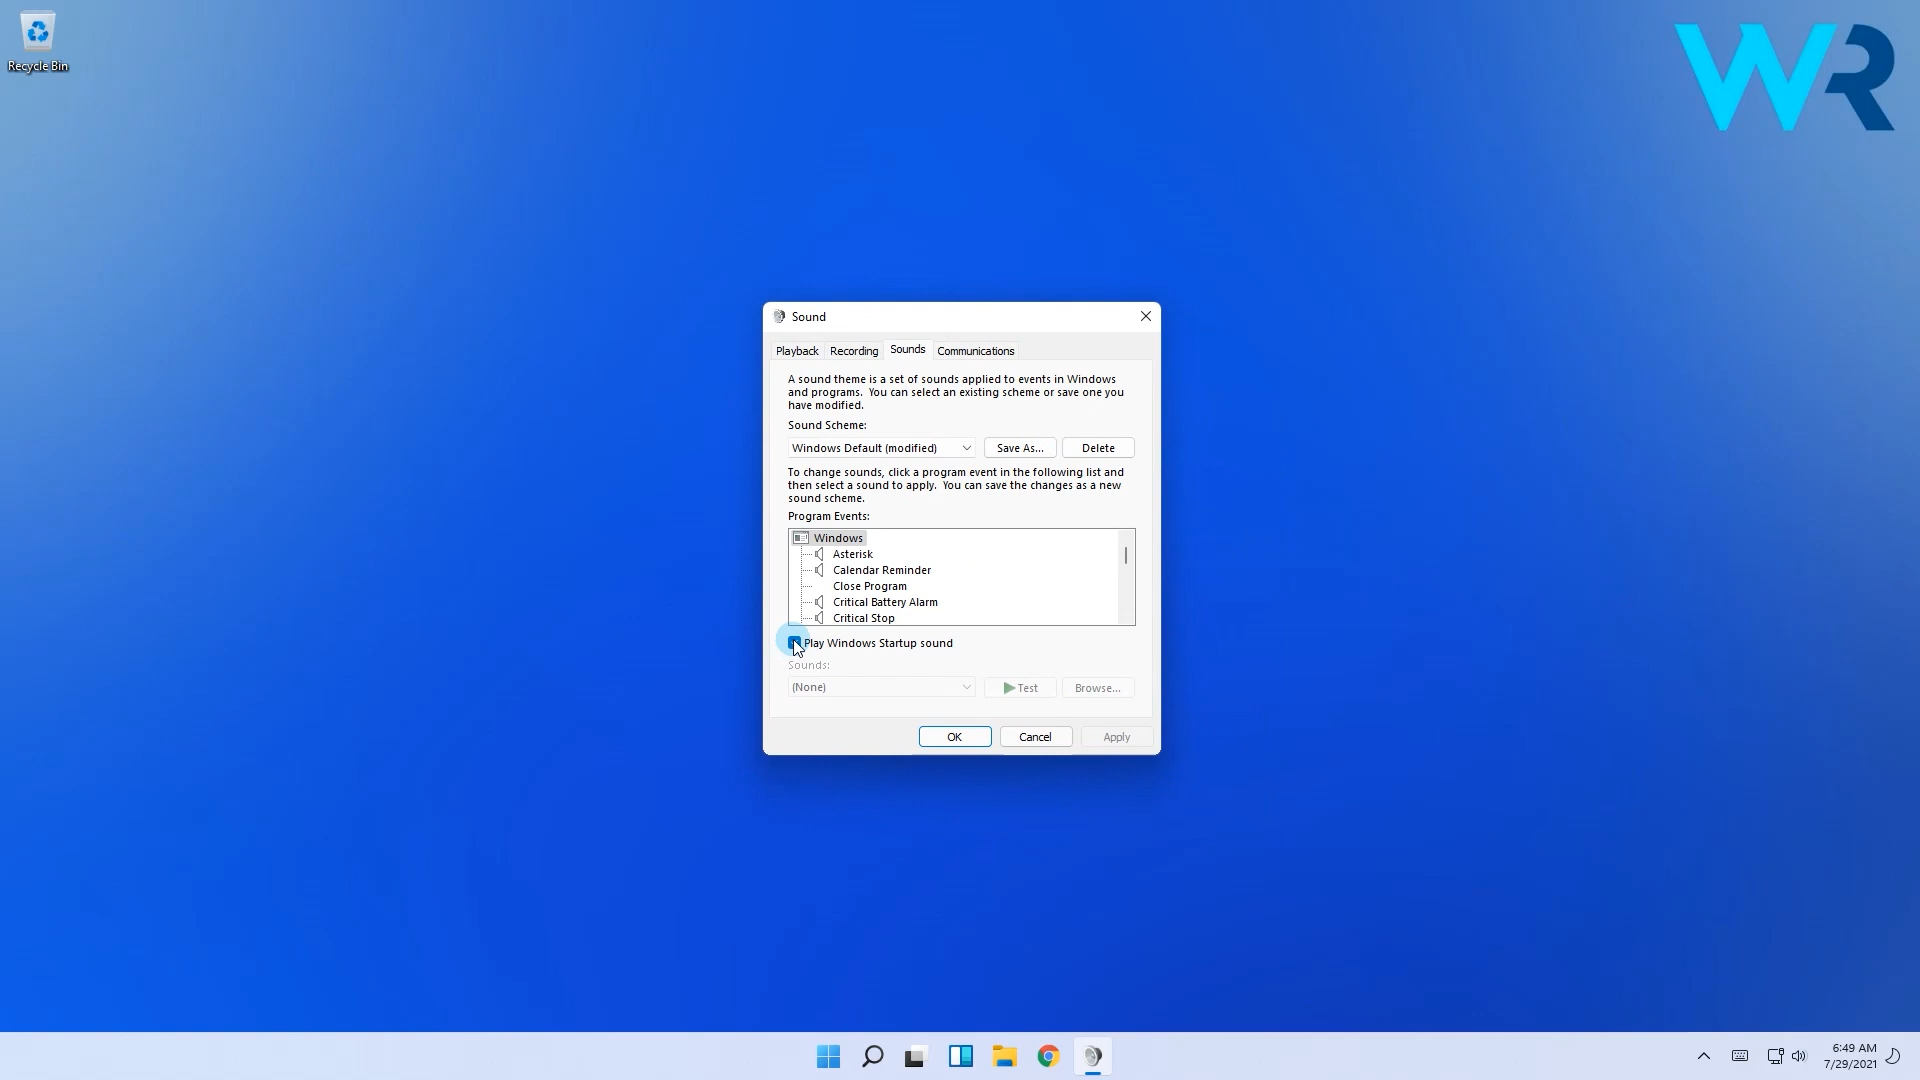 Recycle Bin
WR
Sound
Playback Recording Sounds Communications
A sound theme is a set of sounds applied to events in Windows
and programs. You can select an existing scheme or save one you
have modified.
Sound Scheme:
Windows Default (modified) Save As... Delete
To change sounds, click a program event in the following list and
then select a sound to apply. You can save the changes as a new
sound scheme.
Program Events:
Windows
Asterisk
Calendar Reminder
Close Program
Critical Battery Alarm
Critical Stop
Play Windows Startup sound
Sounds:
(None) Test Browse...
OK Cancel Apply
6:49 AM
7/29/2021